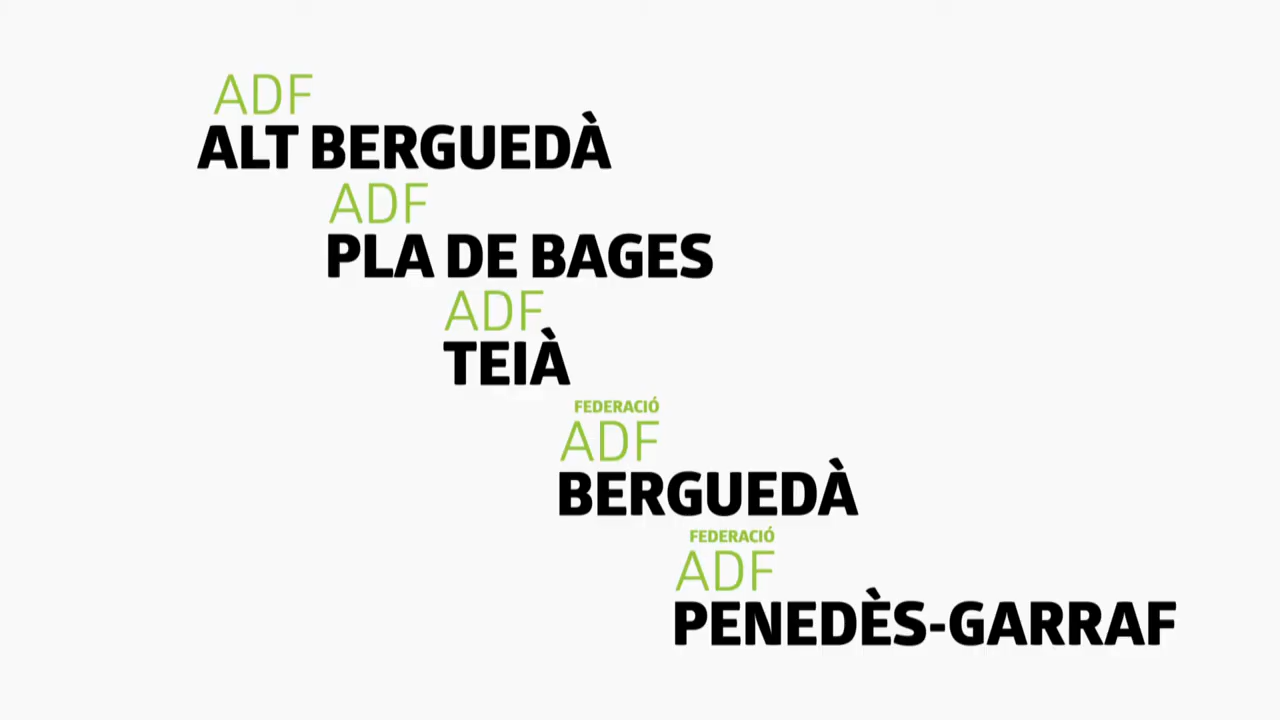 ADF
ALT BERGUEDÀ
ADF
PLA DE BAGES
ADF
TEIÀ
FEDERACIÓ
ADF
BERGUEDÀ
FEDERACIÓ
ADF
PENEDÈS-GARRAF